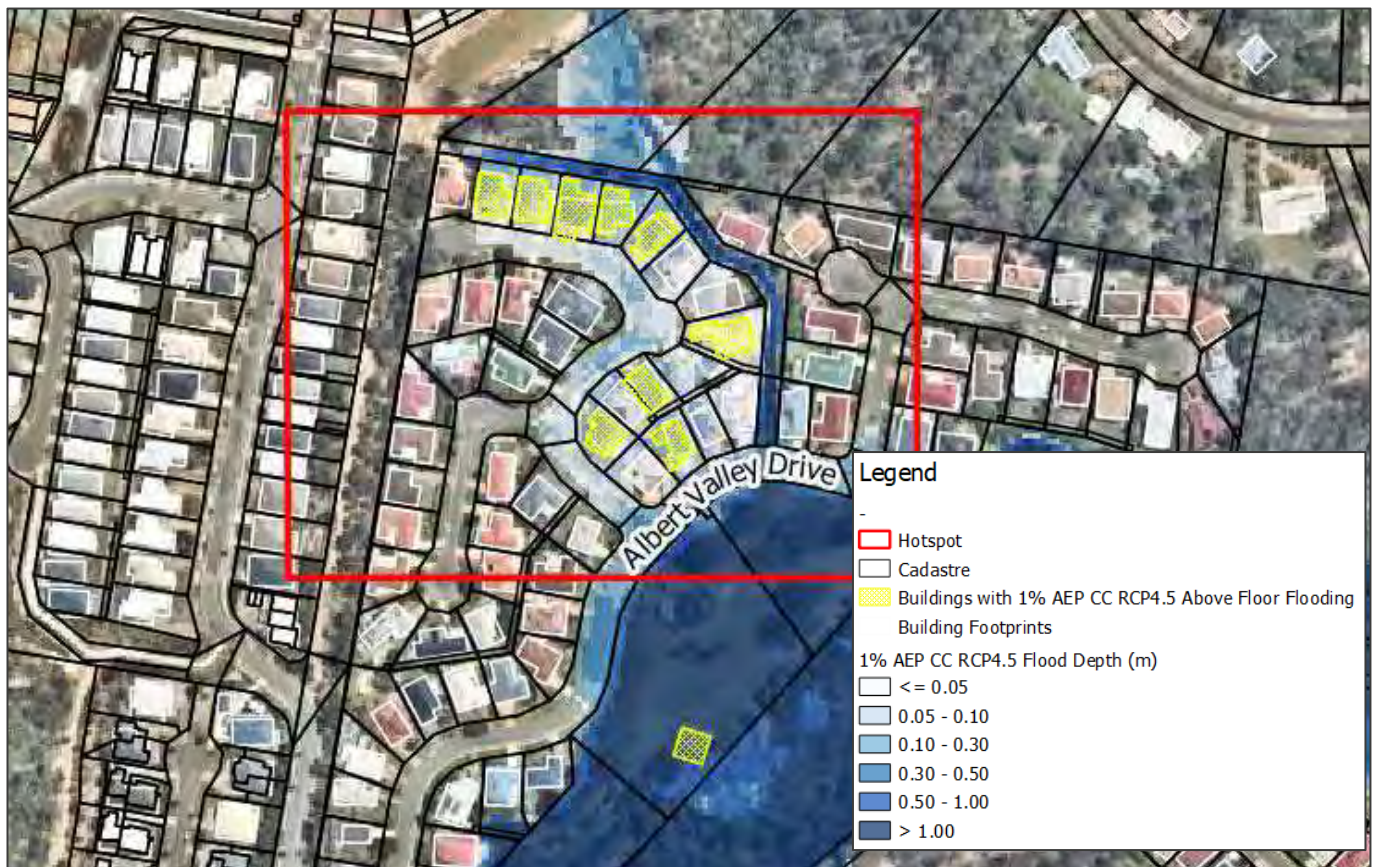 Albert Valley Drive
Legend
-
Hotspot
Cadastre
Buildings with 1% AEP CC RCP4.5 Above Floor Flooding
Building Footprints
1% AEP CC RCP4.5 Flood Depth (m)
<= 0.05
0.05 - 0.10
0.10 - 0.30
0.30 - 0.50
0.50 - 1.00
> 1.00